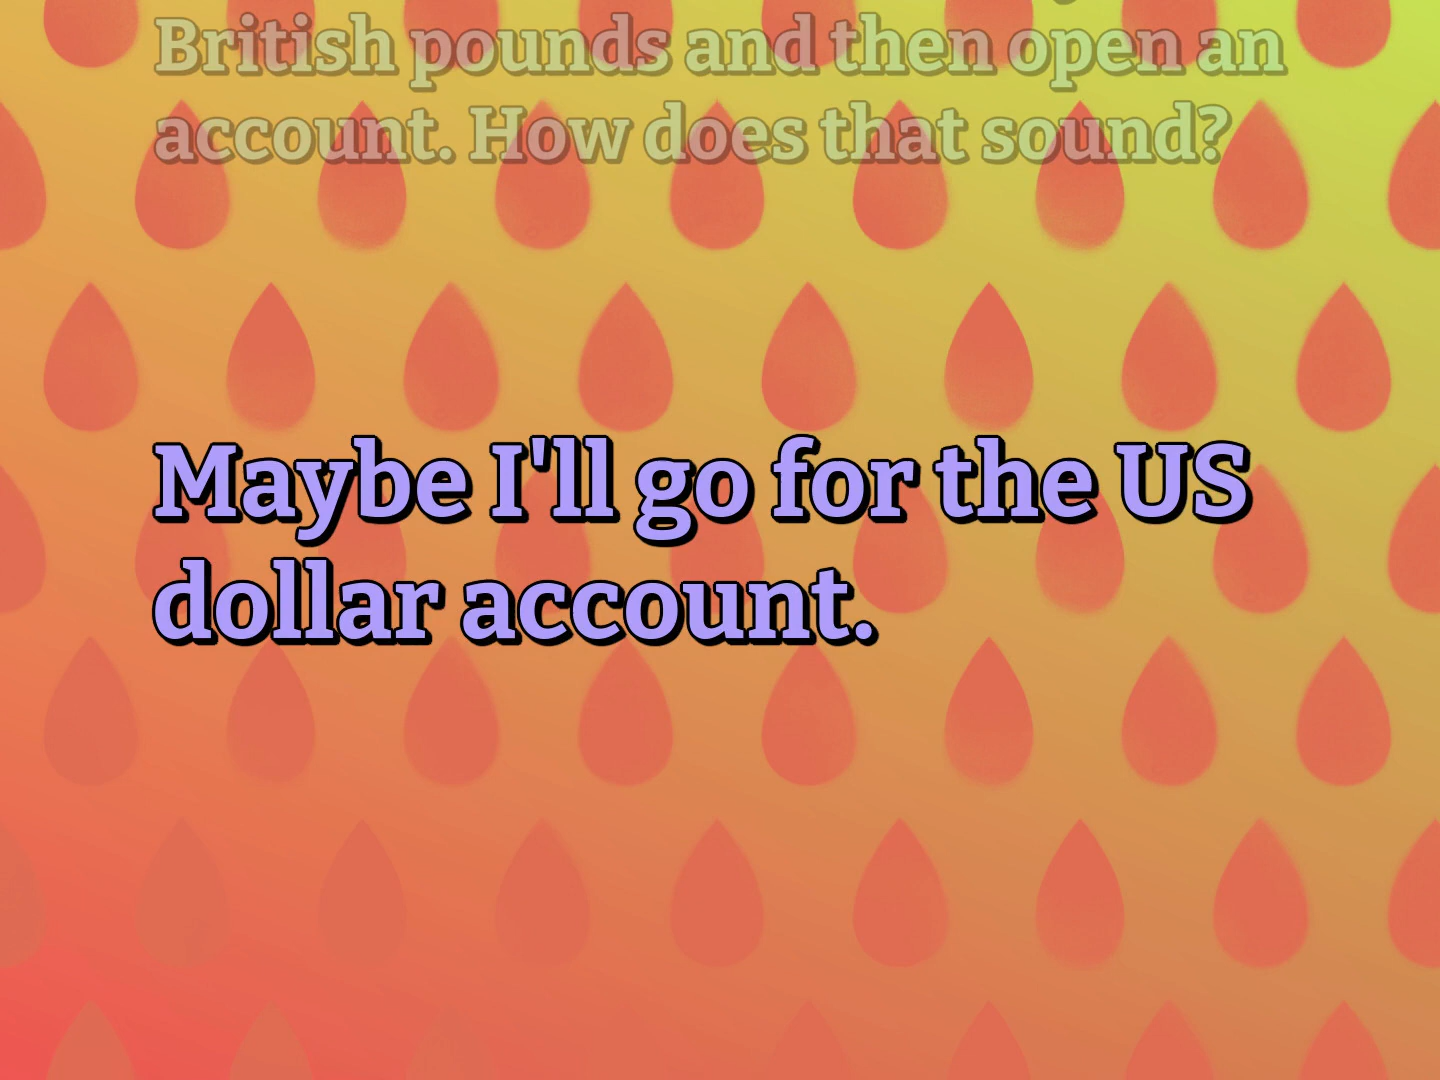 British pounds and then open an
account. How does that sound?
Maybe I'll go for the US
dollar account.